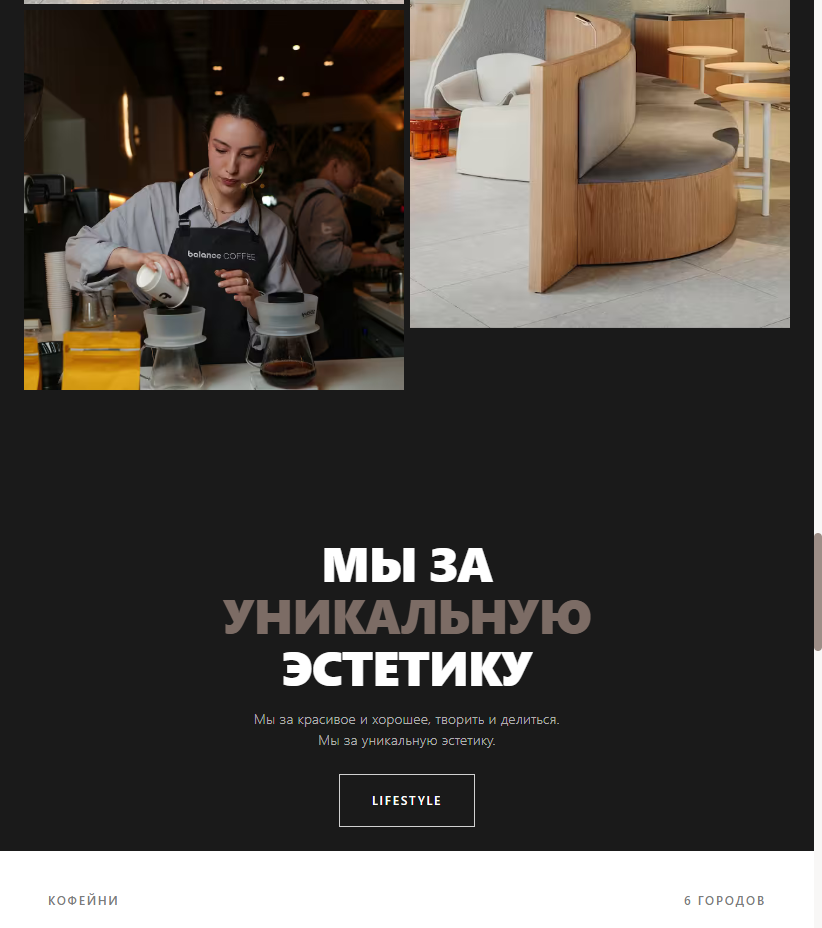 balance COFFEE
МЫ ЗА
УНИКАЛЬНУЮ
ЭСТЕТИКУ
Мы за красивое и хорошее, творить и делиться.
Мы за уникальную эстетику.
LIFESTYLE
КОФЕЙНИ
6 ГОРОДОВ